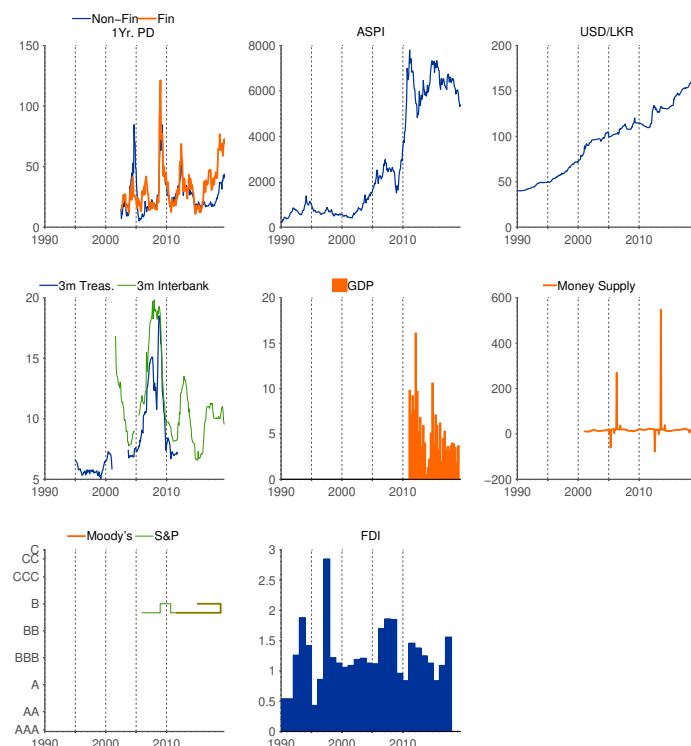 Non−Fin Fin
1Yr. PD
150
100
50
0
1990 2000 2010
ASPI
8000
6000
4000
2000
0
1990 2000 2010
USD/LKR
200
150
100
50
0
1990 2000 2010
3m Treas. 3m Interbank
20
15
10
5
1990 2000 2010
GDP
20
15
10
5
0
1990 2000 2010
Money Supply
600
400
200
0
−200
1990 2000 2010
Moody's S&P
C
CC
CCC
B
BB
BBB
A
AA
AAA
1990 2000 2010
FDI
3
2.5
2
1.5
1
0.5
0
1990 2000 2010